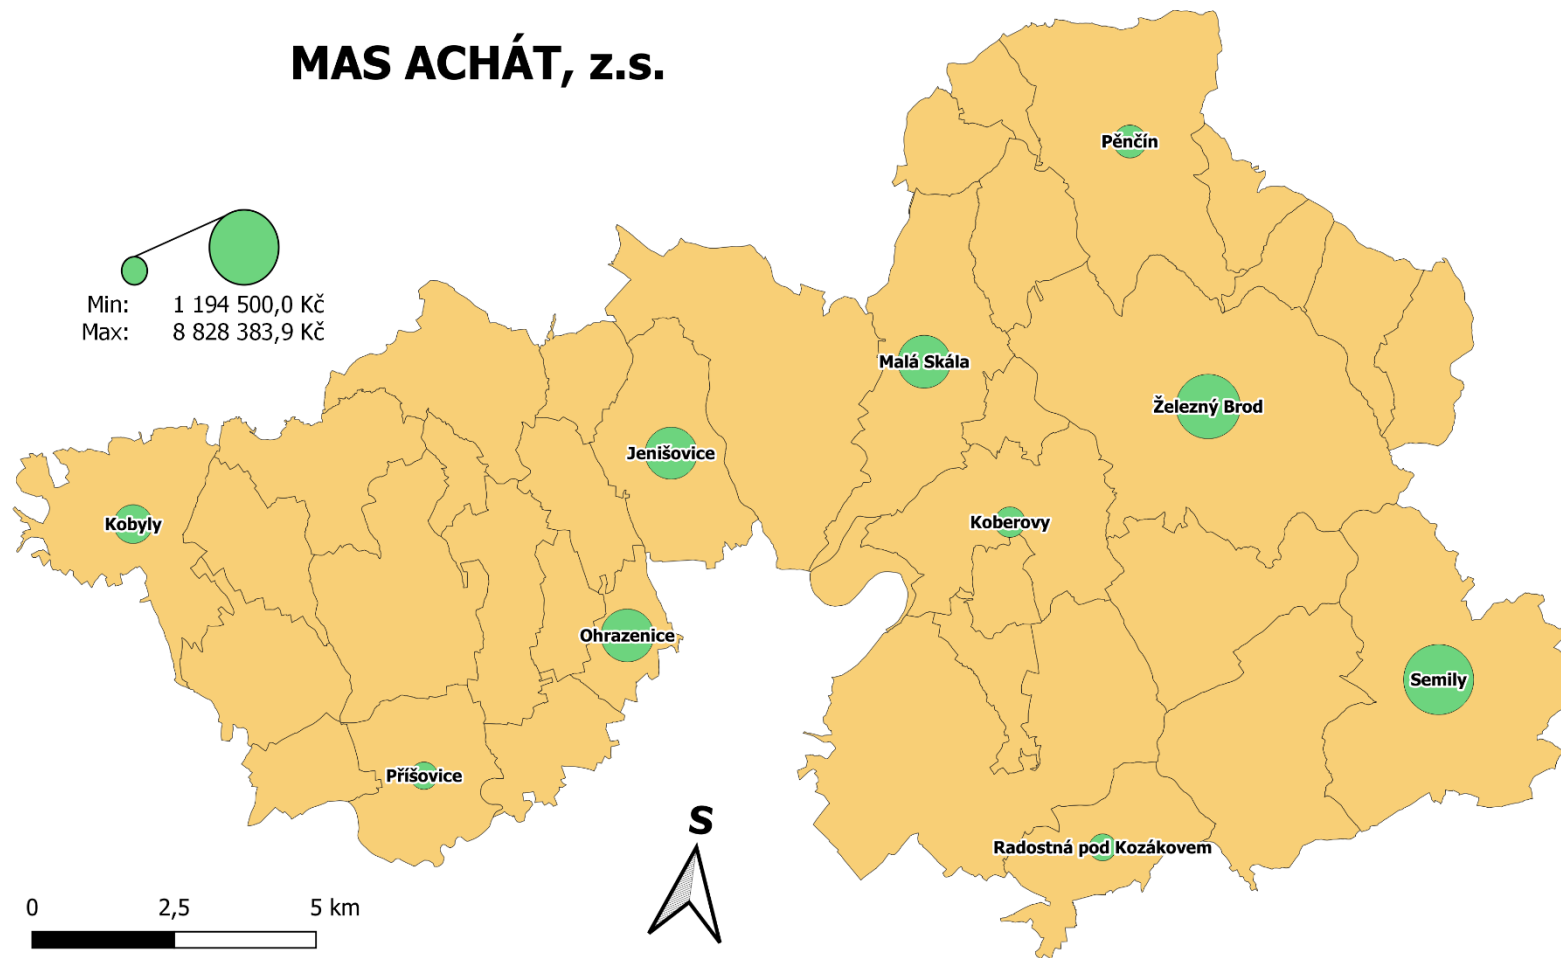 MAS ACHÁT, z.s.
Pěnčín
Min: 1 194 500,0 Kč
Max: 8 828 383,9 Kč
Malá Skála
Železný Brod
Jenišovice
Kobyly
Koberovy
Ohrazenice
Semily
Příšovice
S
Radostná pod Kozákovem
0 2,5 5 km